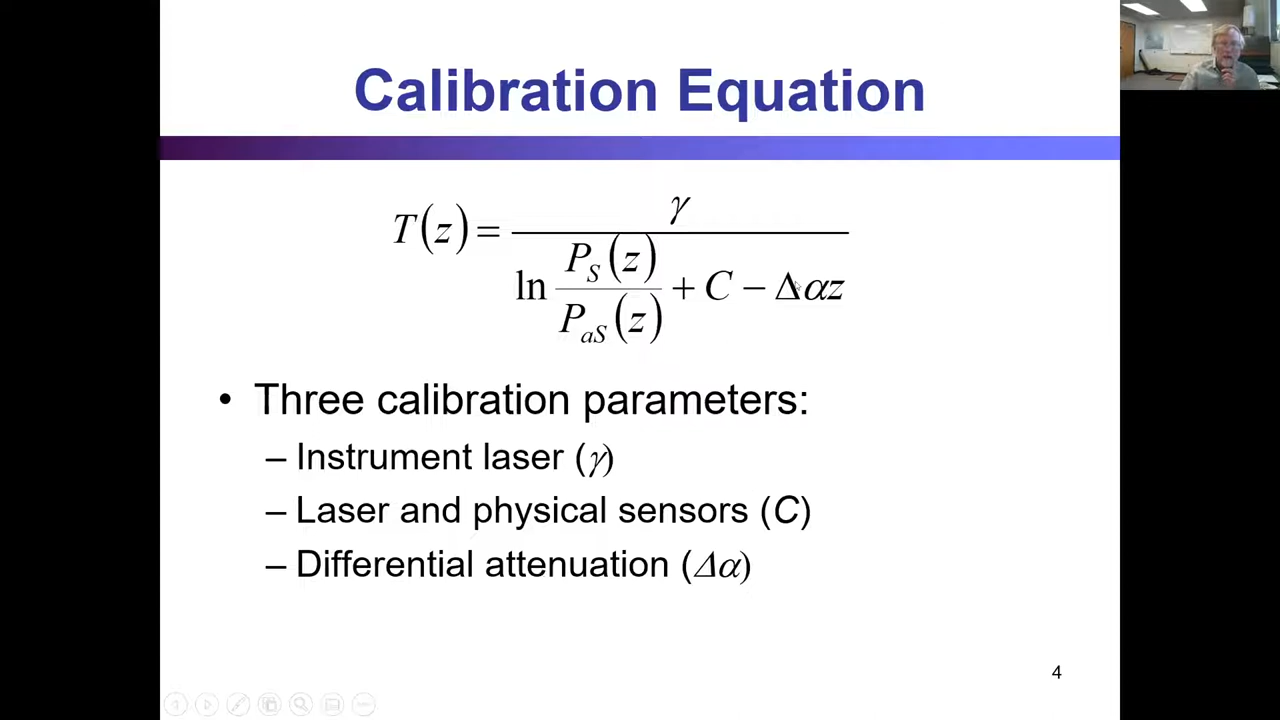 Calibration Equation
T(z) = γ / (ln P_S(z)/P_aS(z) + C − Δαz)
• Three calibration parameters:
– Instrument laser (γ)
– Laser and physical sensors (C)
– Differential attenuation (Δα)
4